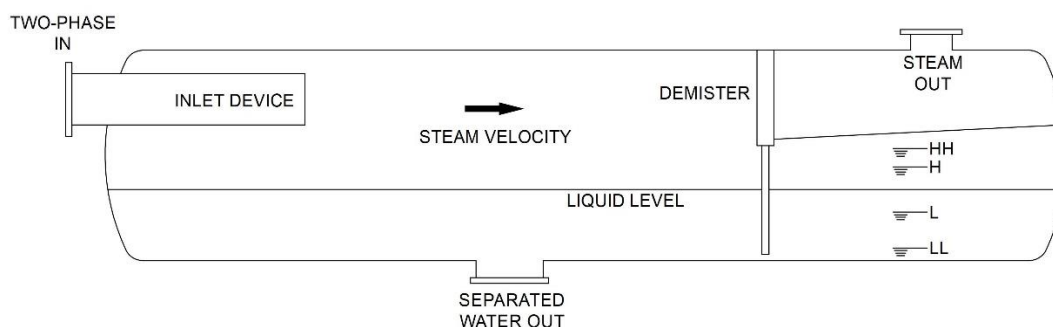 TWO-PHASE
IN
INLET DEVICE
STEAM VELOCITY
DEMISTER
STEAM
OUT
HH
H
LIQUID LEVEL
L
LL
SEPARATED
WATER OUT